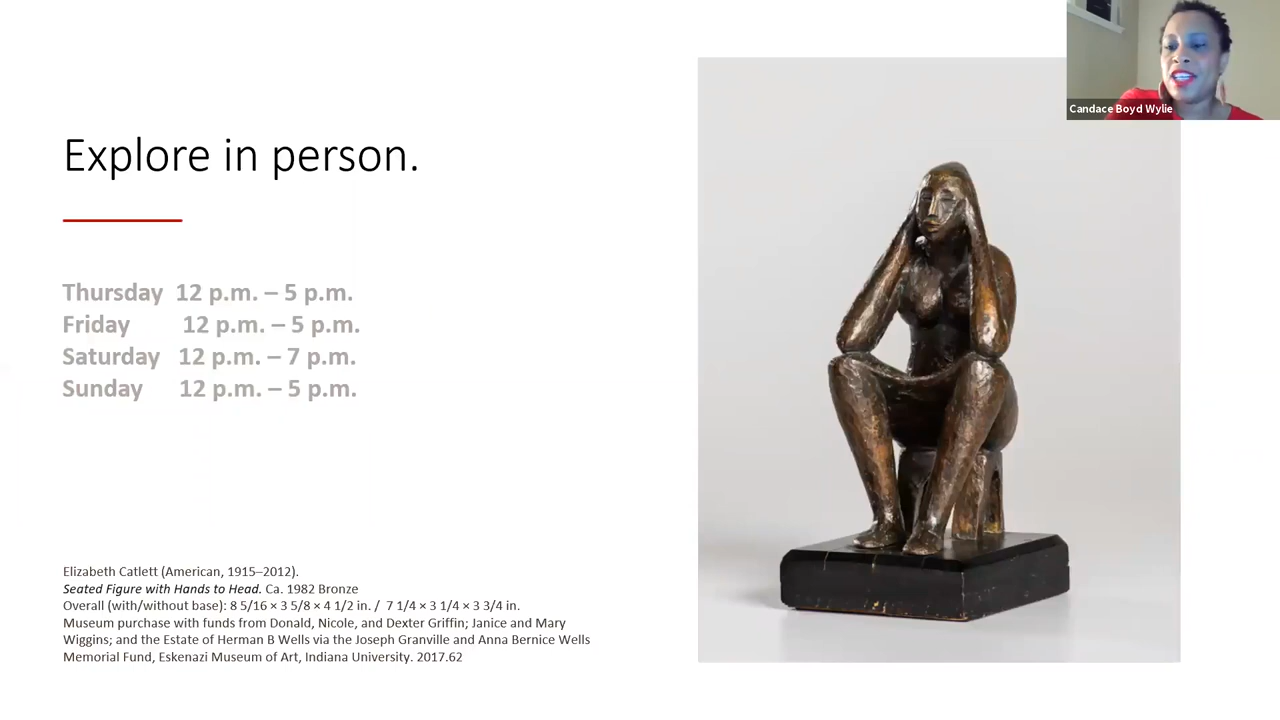 Explore in person.
Thursday 12 p.m. – 5 p.m.
Friday 12 p.m. – 5 p.m.
Saturday 12 p.m. – 7 p.m.
Sunday 12 p.m. – 5 p.m.
Elizabeth Catlett (American, 1915–2012).
Seated Figure with Hands to Head. Ca. 1982 Bronze
Overall (with/without base): 8 5/16 × 3 5/8 × 4 1/2 in. / 7 1/4 × 3 1/4 × 3 3/4 in.
Museum purchase with funds from Donald, Nicole, and Dexter Griffin; Janice and Mary
Wiggins; and the Estate of Herman B Wells via the Joseph Granville and Anna Bernice Wells
Memorial Fund, Eskenazi Museum of Art, Indiana University. 2017.62
Candace Boyd Wylie